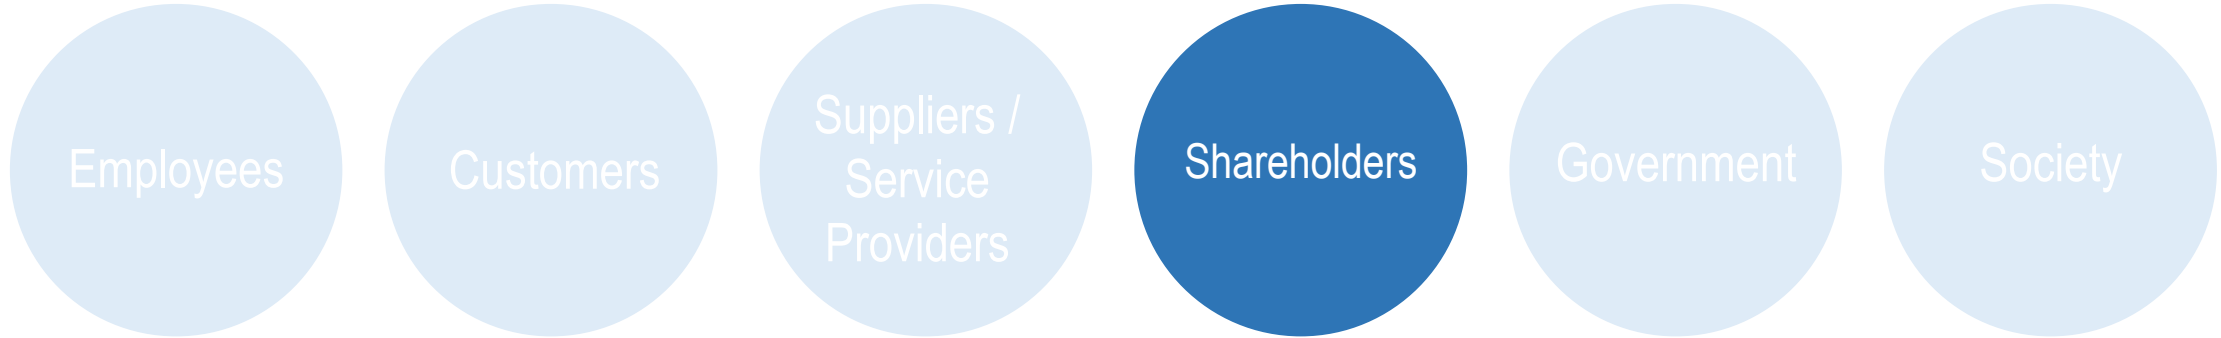 Employees
Customers
Suppliers /
Service
Providers
Shareholders
Government
Society